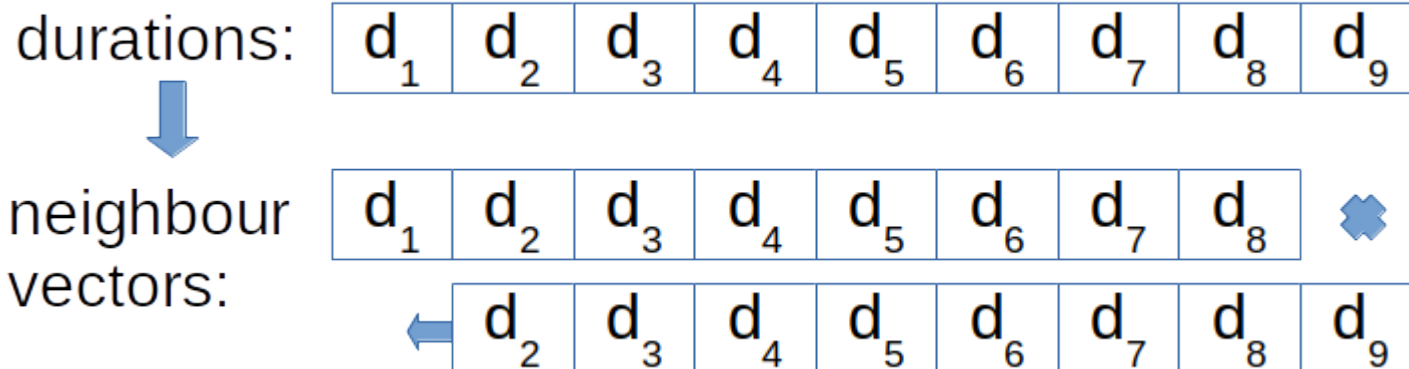 durations: d1 d2 d3 d4 d5 d6 d7 d8 d9
neighbour d1 d2 d3 d4 d5 d6 d7 d8
vectors: d2 d3 d4 d5 d6 d7 d8 d9